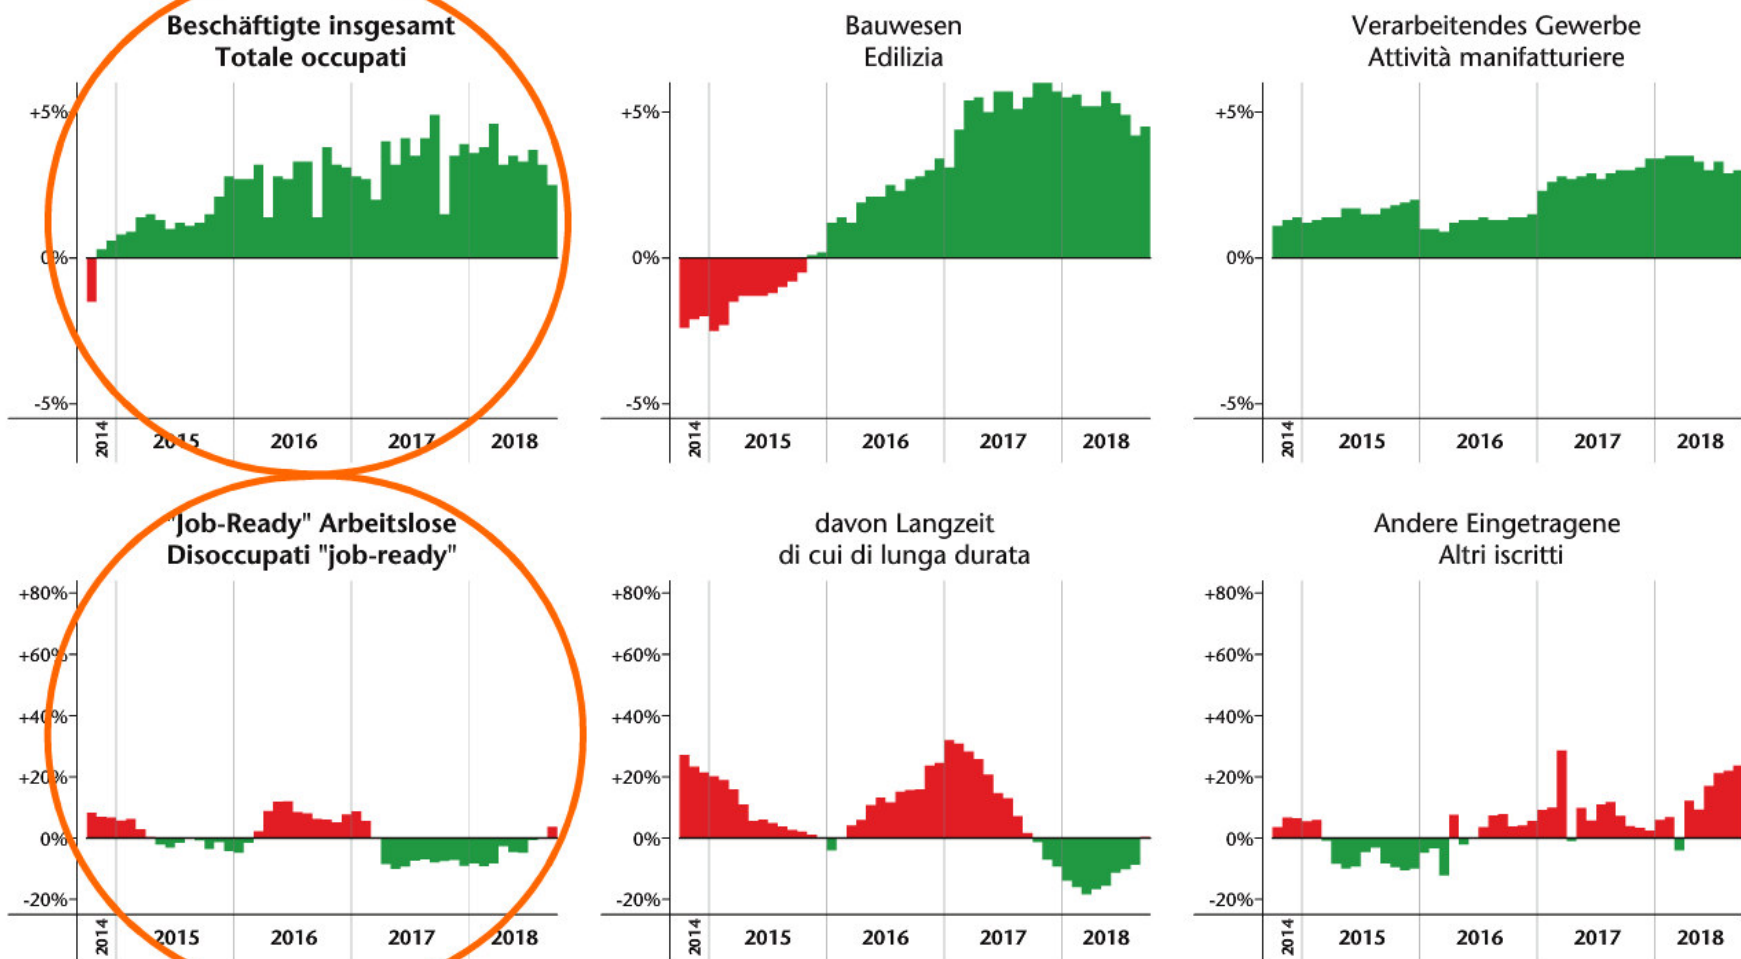 Beschäftigte insgesamt
Totale occupati
+5%
0%
-5%
2014 2015 2016 2017 2018
Bauwesen
Edilizia
+5%
0%
-5%
2014 2015 2016 2017 2018
Verarbeitendes Gewerbe
Attività manifatturiere
+5%
0%
-5%
2014 2015 2016 2017 2018
"Job-Ready" Arbeitslose
Disoccupati "job-ready"
+80%
+60%
+40%
+20%
0%
-20%
2014 2015 2016 2017 2018
davon Langzeit
di cui di lunga durata
+80%
+60%
+40%
+20%
0%
-20%
2014 2015 2016 2017 2018
Andere Eingetragene
Altri iscritti
+80%
+60%
+40%
+20%
0%
-20%
2014 2015 2016 2017 2018